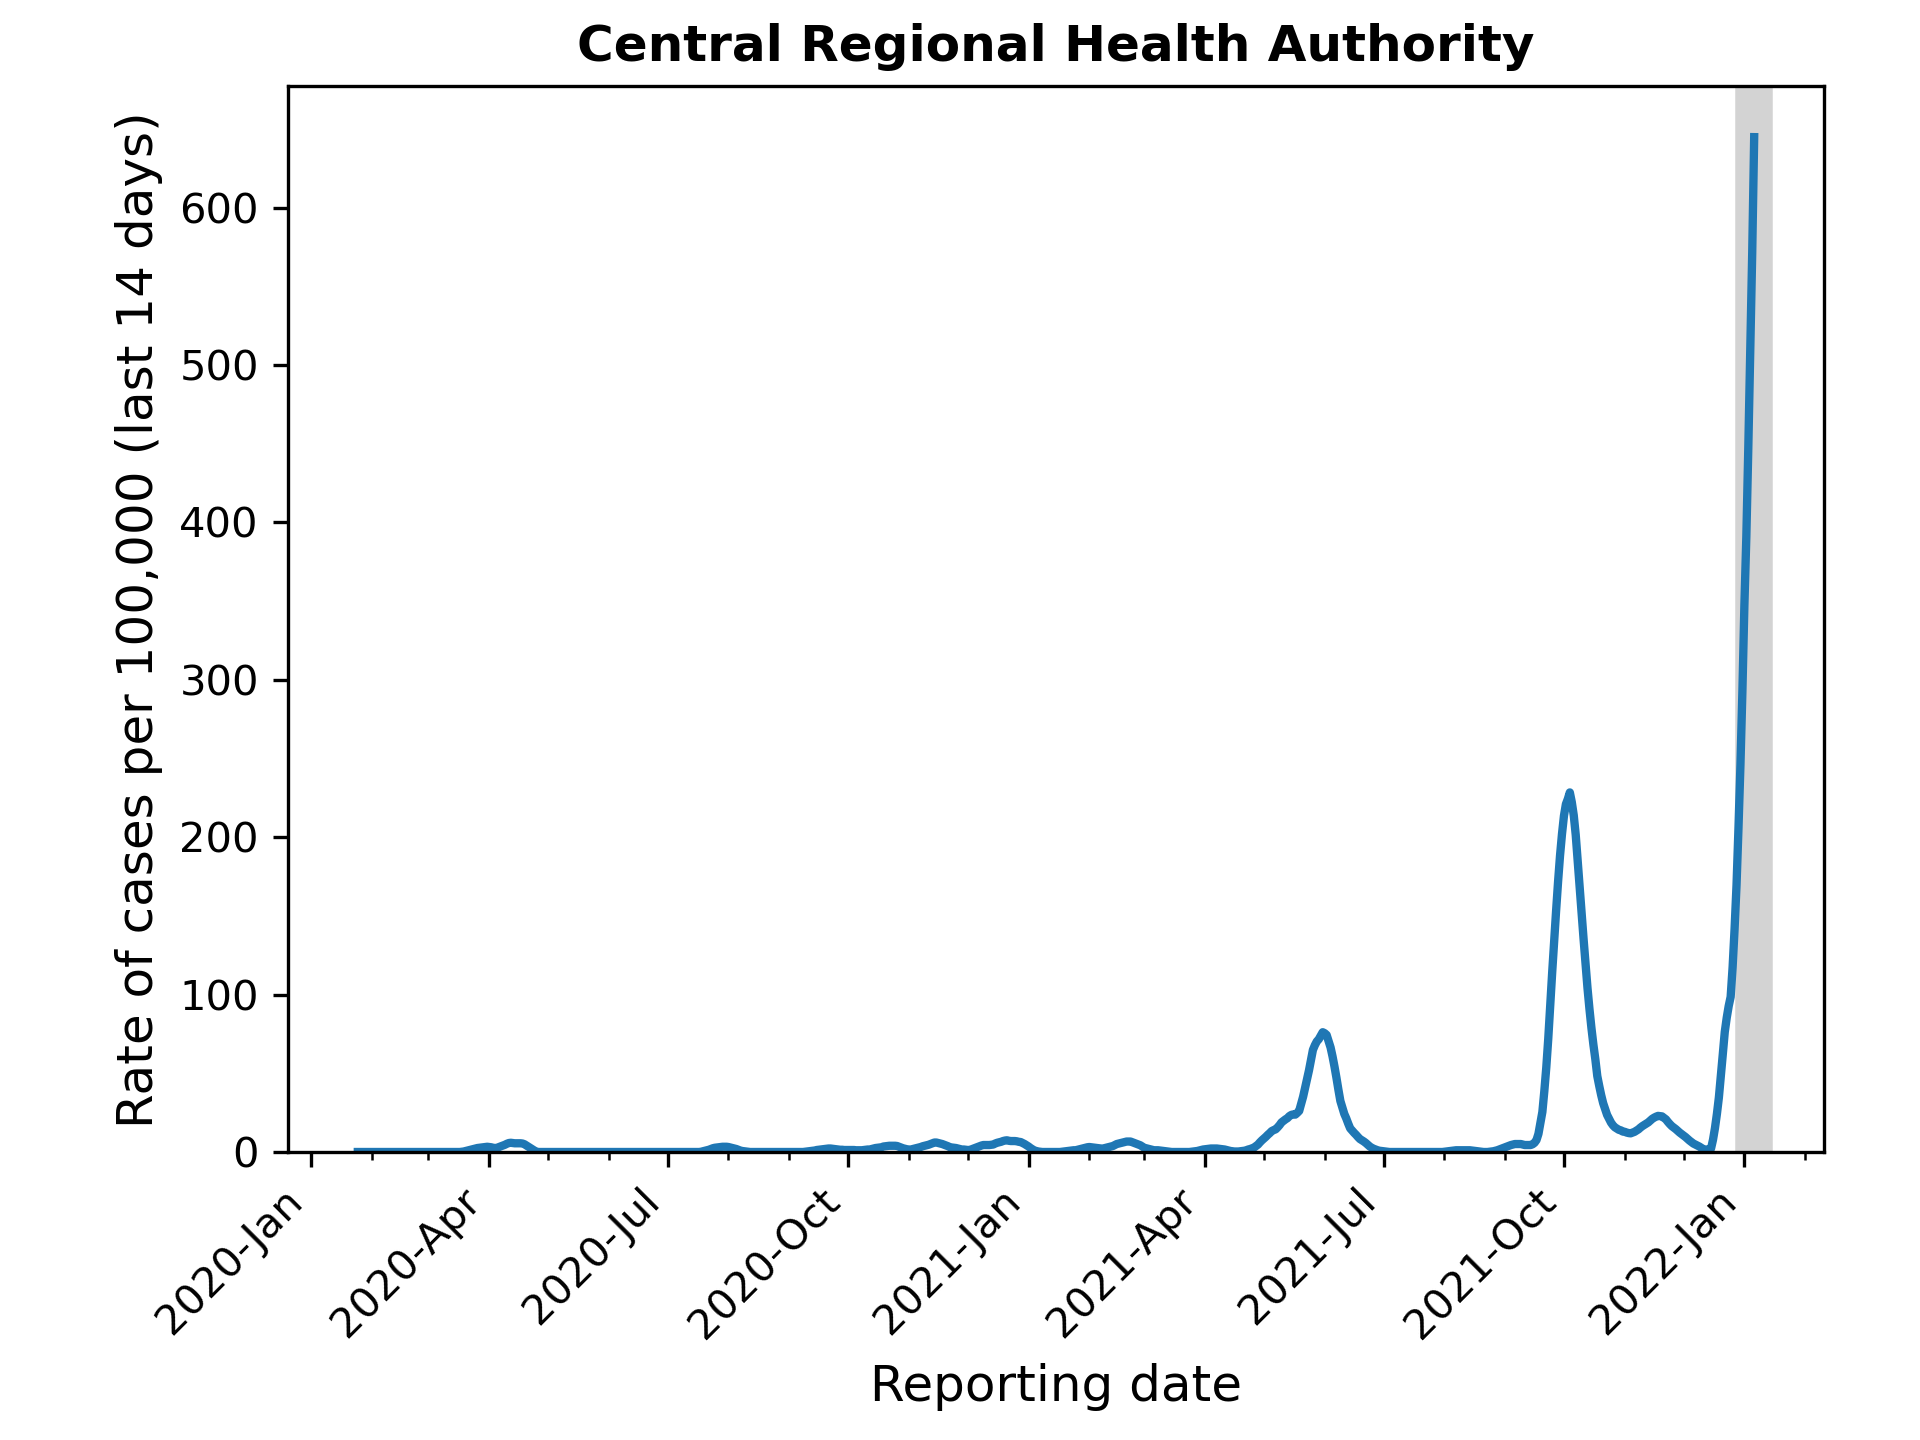 Central Regional Health Authority
Rate of cases per 100,000 (last 14 days)
600
500
400
300
200
100
0
2020-Jan
2020-Apr
2020-Jul
2020-Oct
2021-Jan
2021-Apr
2021-Jul
2021-Oct
2022-Jan
Reporting date